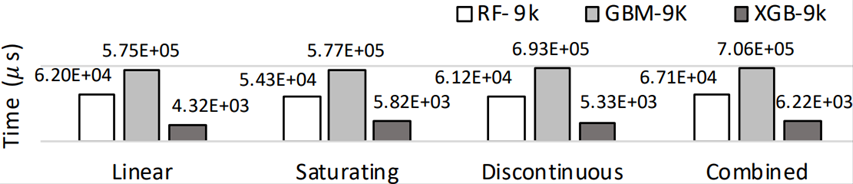 RF- 9k GBM-9K XGB-9k
Time (μs)
6.20E+04 5.75E+05 4.32E+03
5.43E+04 5.77E+05 5.82E+03
6.12E+04 6.93E+05 5.33E+03
6.71E+04 7.06E+05 6.22E+03
Linear Saturating Discontinuous Combined